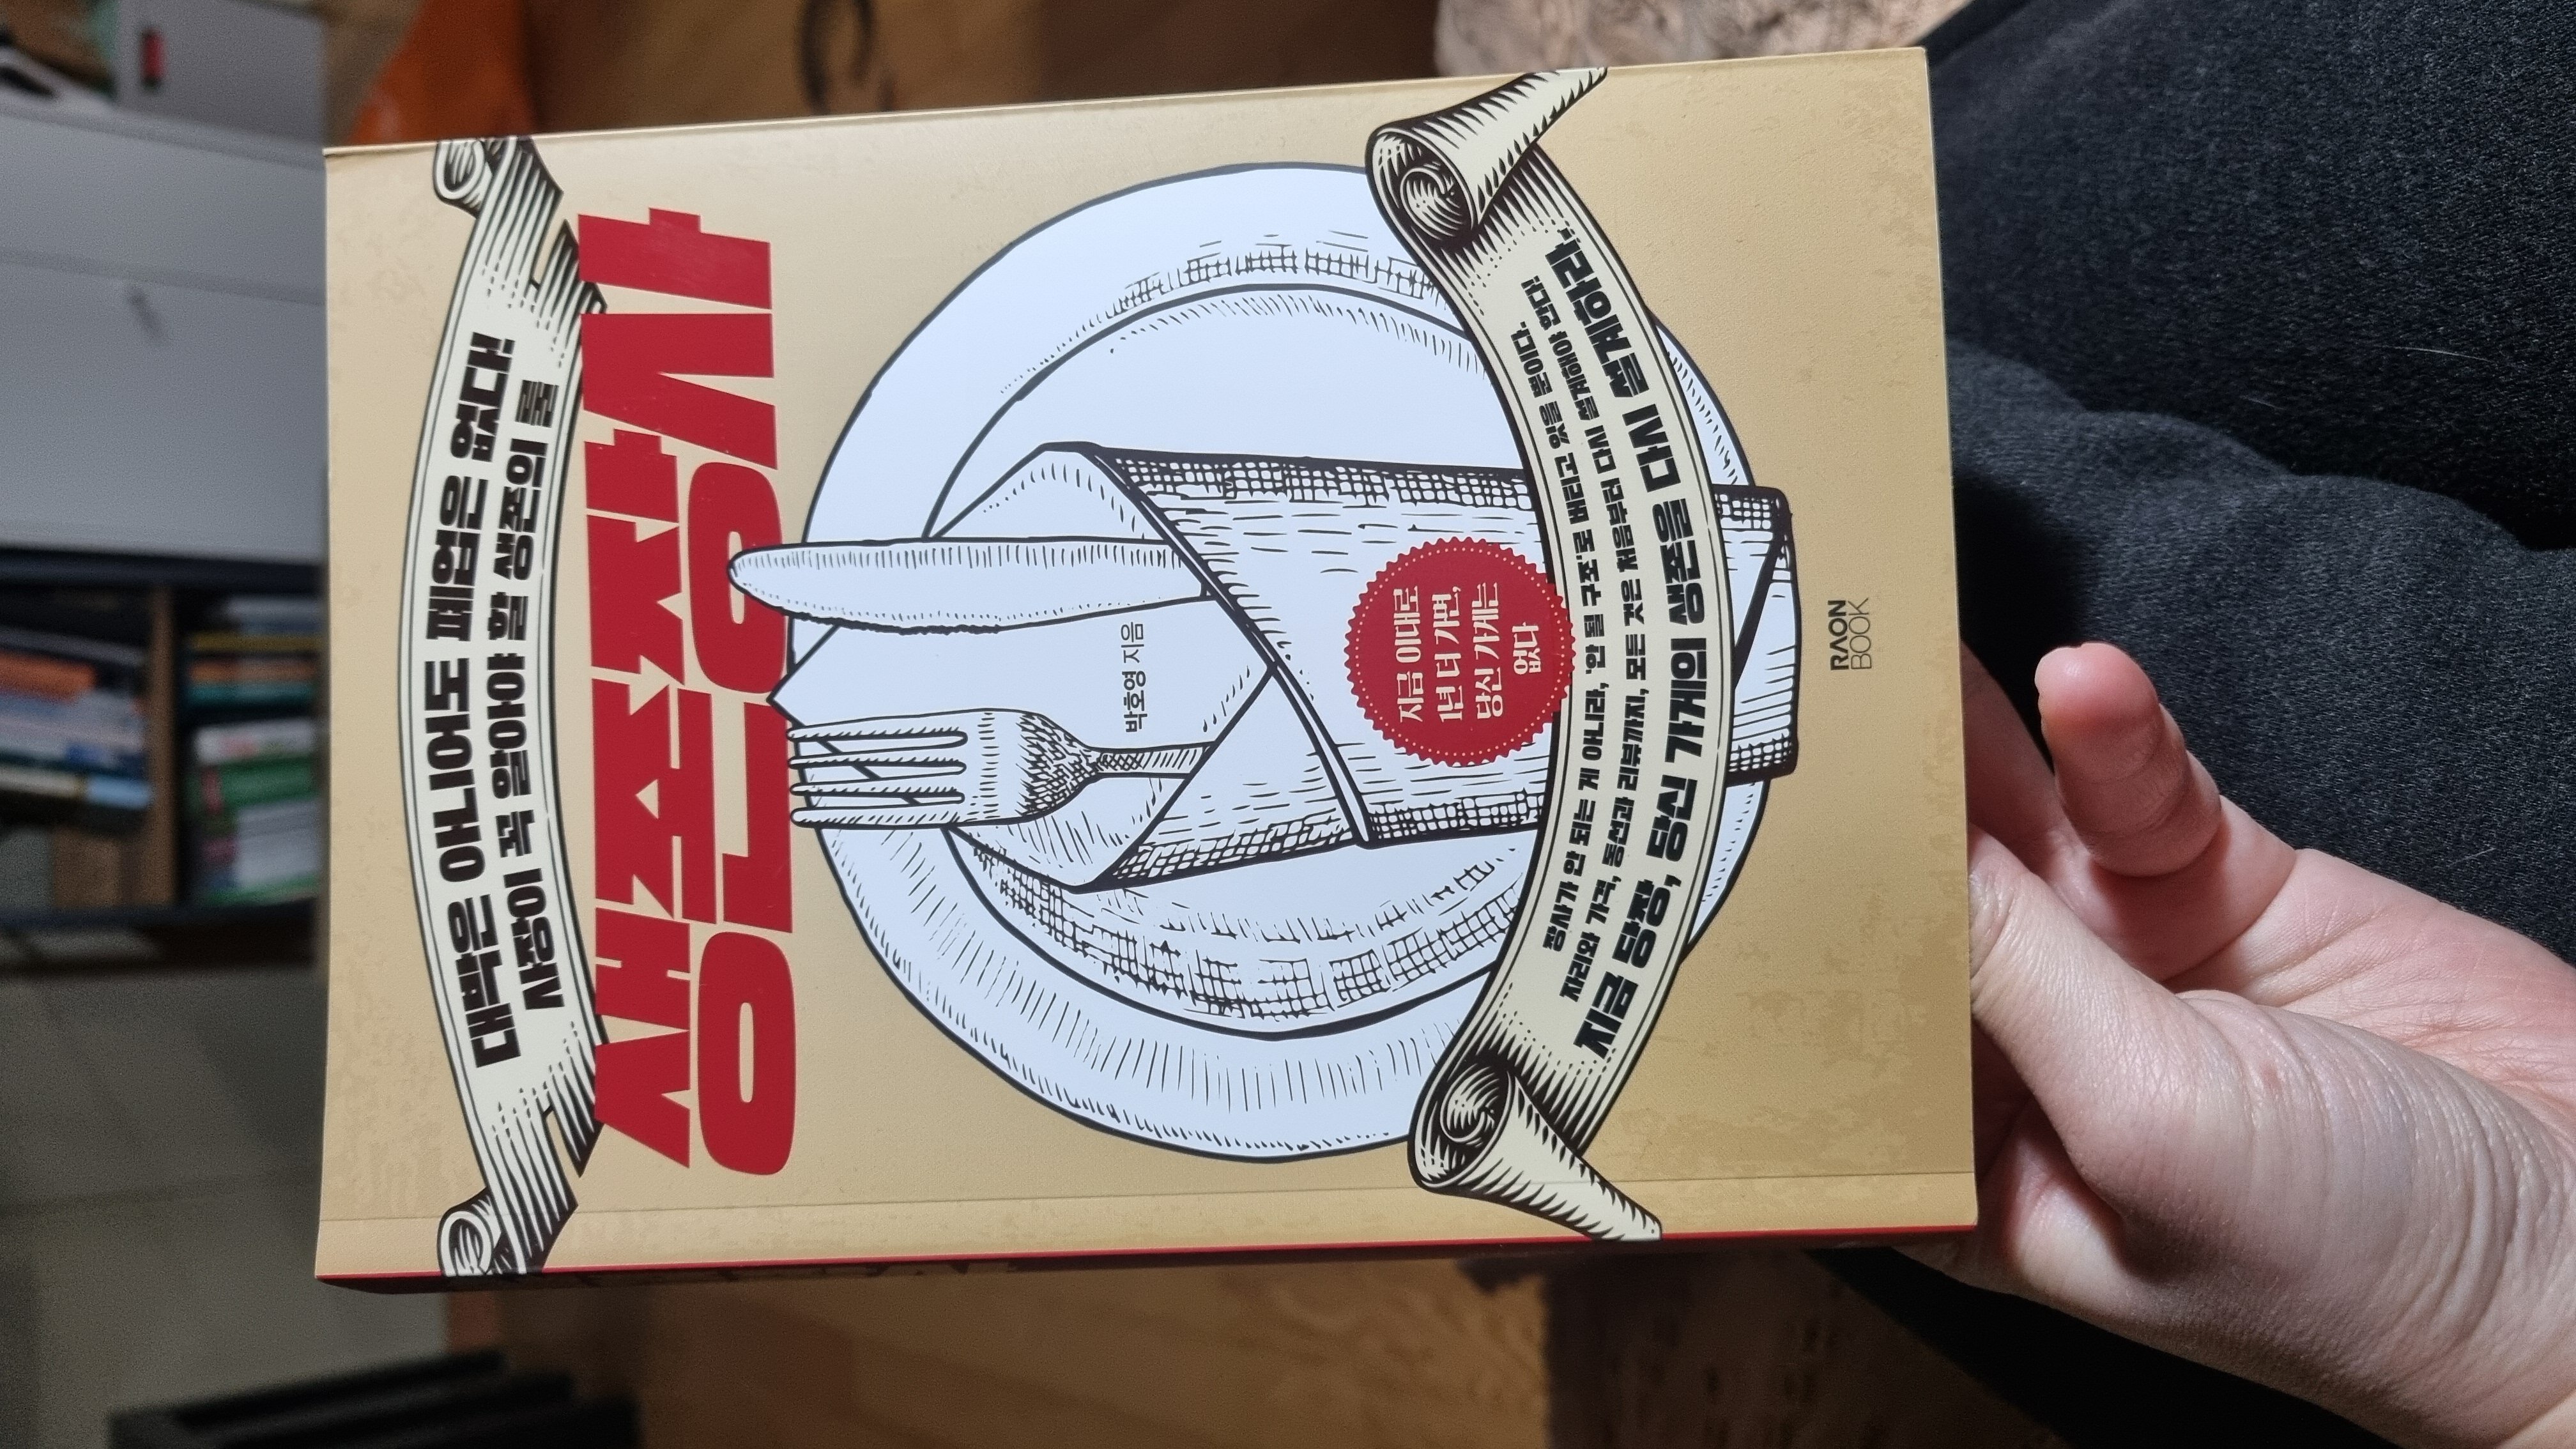 대박은 아니어도 폐업은 없다!
사장이 꼭 알아야 할 생존의 룰
생존장사
박호영 지음
지금 이대로
1년 더 가면,
당신 가게는
없다
장사가 안 되는 게 아니라, '안 될 구조'로 버티고 있을 뿐이다.
자리와 가격, 동선과 리뷰까지, 모든 것은 처음부터 다시 설계해야 한다!
지금 당장, 당신 가게의 생존을 다시 설계하라.
RAON
BOOK